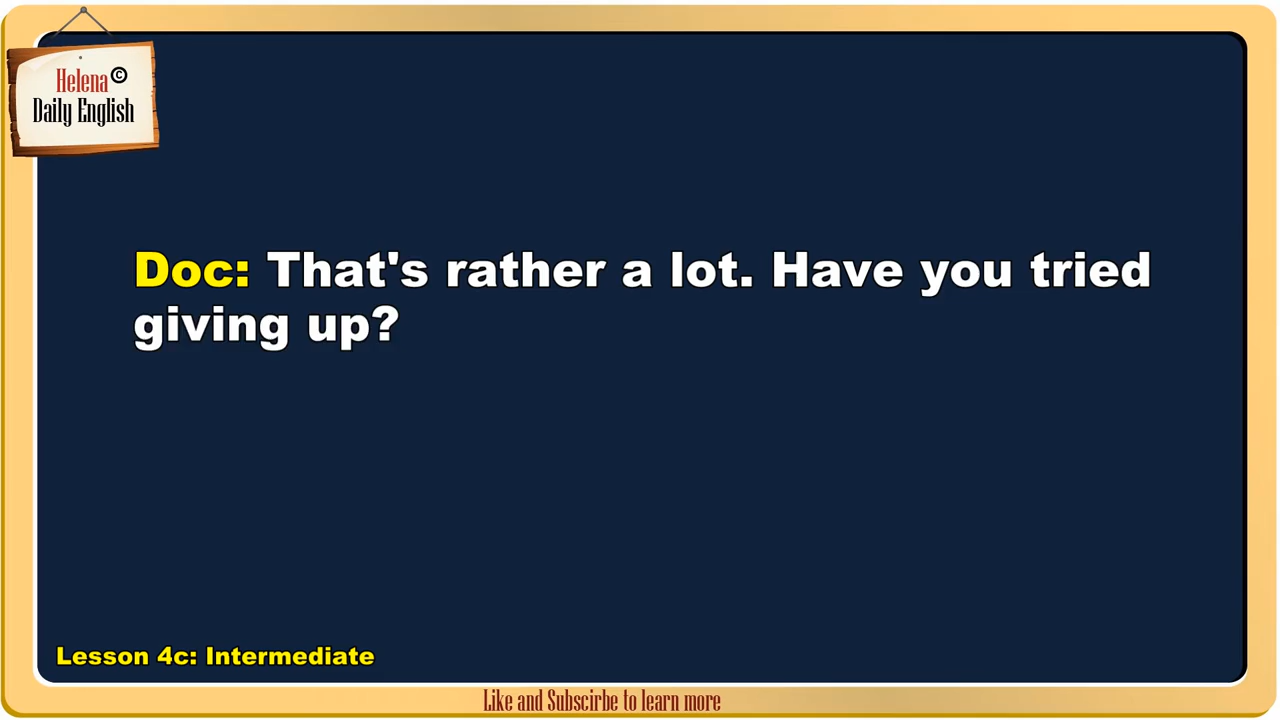 Helena ©
Daily English
Doc: That's rather a lot. Have you tried
giving up?
Lesson 4c: Intermediate
Like and Subscirbe to learn more